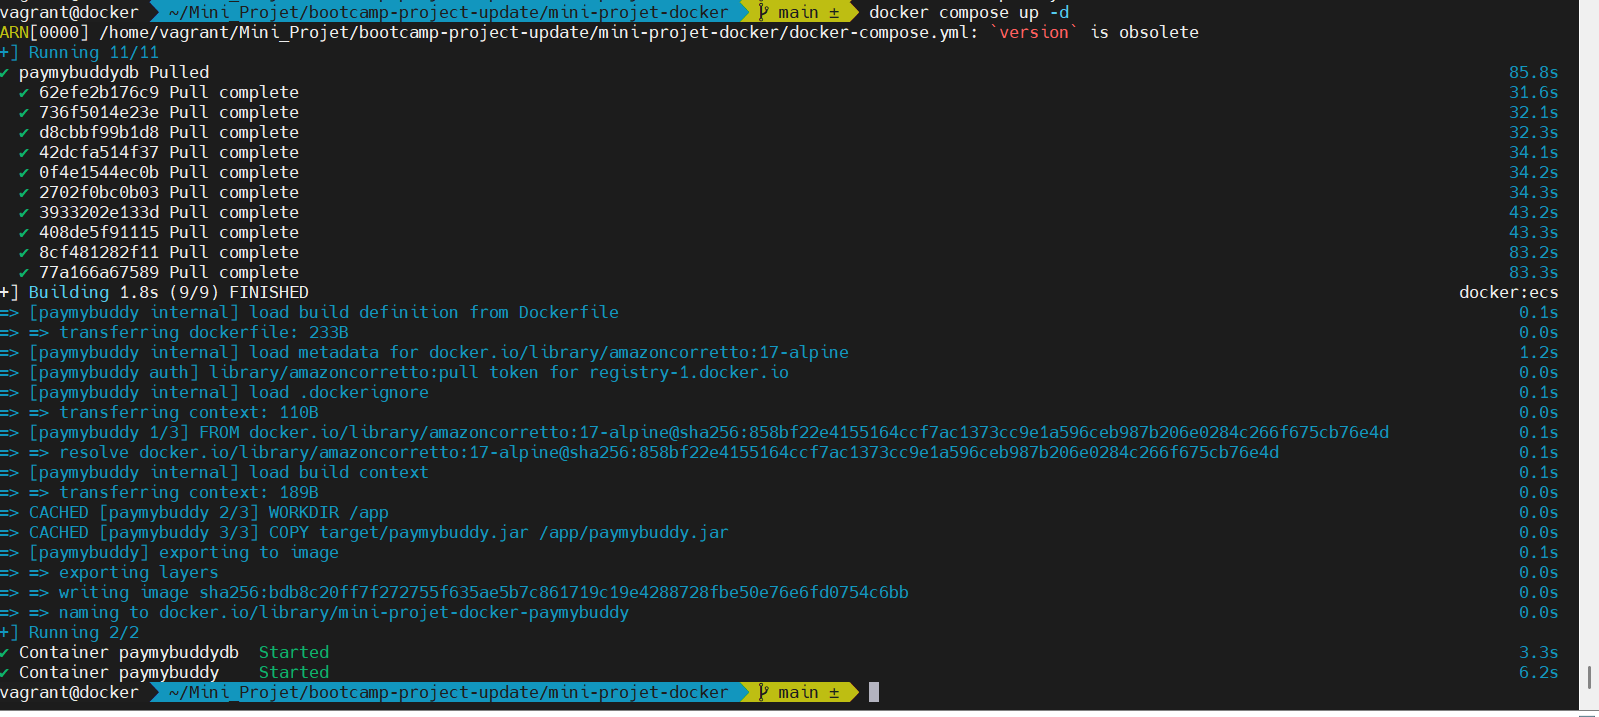 vagrant@docker ~/Mini_Projet/bootcamp-project-update/mini-projet-docker main ± docker compose up -d
ARN[0000] /home/vagrant/Mini_Projet/bootcamp-project-update/mini-projet-docker/docker-compose.yml: `version` is obsolete
+] Running 11/11
✔ paymybuddydb Pulled 85.8s
✔ 62efe2b176c9 Pull complete 31.6s
✔ 736f5014e23e Pull complete 32.1s
✔ d8cbbf99b1d8 Pull complete 32.3s
✔ 42dcfa514f37 Pull complete 34.1s
✔ 0f4e1544ec0b Pull complete 34.2s
✔ 2702f0bc0b03 Pull complete 34.3s
✔ 3933202e133d Pull complete 43.2s
✔ 408de5f91115 Pull complete 43.3s
✔ 8cf481282f11 Pull complete 83.2s
✔ 77a166a67589 Pull complete 83.3s
+] Building 1.8s (9/9) FINISHED docker:ecs
=> [paymybuddy internal] load build definition from Dockerfile 0.1s
=> => transferring dockerfile: 233B 0.0s
=> [paymybuddy internal] load metadata for docker.io/library/amazoncorretto:17-alpine 1.2s
=> [paymybuddy auth] library/amazoncorretto:pull token for registry-1.docker.io 0.0s
=> [paymybuddy internal] load .dockerignore 0.1s
=> => transferring context: 110B 0.0s
=> [paymybuddy 1/3] FROM docker.io/library/amazoncorretto:17-alpine@sha256:858bf22e4155164ccf7ac1373cc9e1a596ceb987b206e0284c266f675cb76e4d 0.1s
=> => resolve docker.io/library/amazoncorretto:17-alpine@sha256:858bf22e4155164ccf7ac1373cc9e1a596ceb987b206e0284c266f675cb76e4d 0.1s
=> [paymybuddy internal] load build context 0.1s
=> => transferring context: 189B 0.0s
=> CACHED [paymybuddy 2/3] WORKDIR /app 0.0s
=> CACHED [paymybuddy 3/3] COPY target/paymybuddy.jar /app/paymybuddy.jar 0.0s
=> [paymybuddy] exporting to image 0.1s
=> => exporting layers 0.0s
=> => writing image sha256:bdb8c20ff7f272755f635ae5b7c861719c19e4288728fbe50e76e6fd0754c6bb 0.0s
=> => naming to docker.io/library/mini-projet-docker-paymybuddy 0.0s
+] Running 2/2
✔ Container paymybuddydb Started 3.3s
✔ Container paymybuddy Started 6.2s
vagrant@docker ~/Mini_Projet/bootcamp-project-update/mini-projet-docker main ±